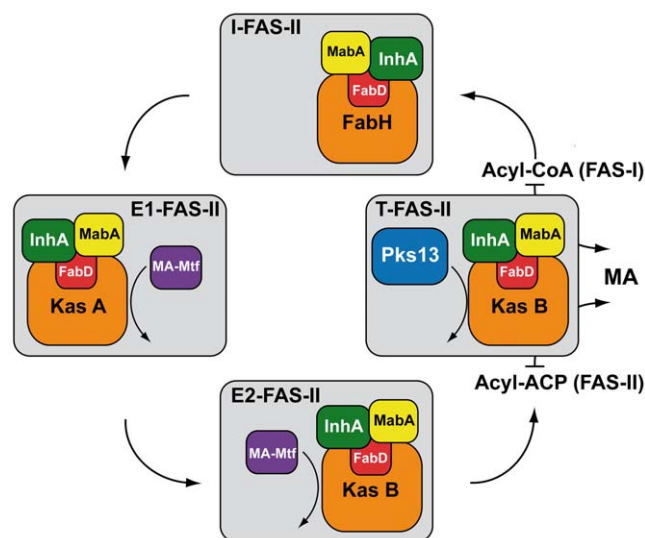 I-FAS-II
MabA
InhA
FabD
FabH
Acyl-CoA (FAS-I)
E1-FAS-II
InhA
MabA
FabD
Kas A
MA-Mtf
T-FAS-II
Pks13
InhA
MabA
FabD
Kas B
MA
Acyl-ACP (FAS-II)
E2-FAS-II
MA-Mtf
InhA
MabA
FabD
Kas B